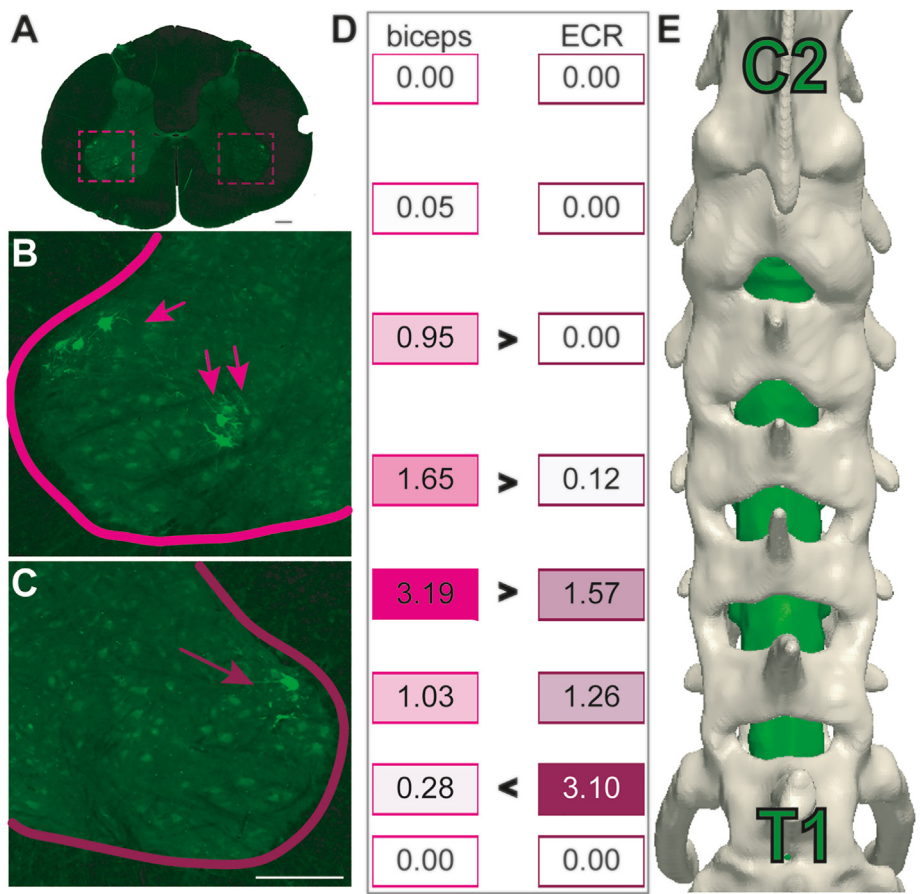 A
B
C
D
biceps ECR
0.00 0.00
0.05 0.00
0.95 > 0.00
1.65 > 0.12
3.19 > 1.57
1.03 1.26
0.28 < 3.10
0.00 0.00
E
C2
T1